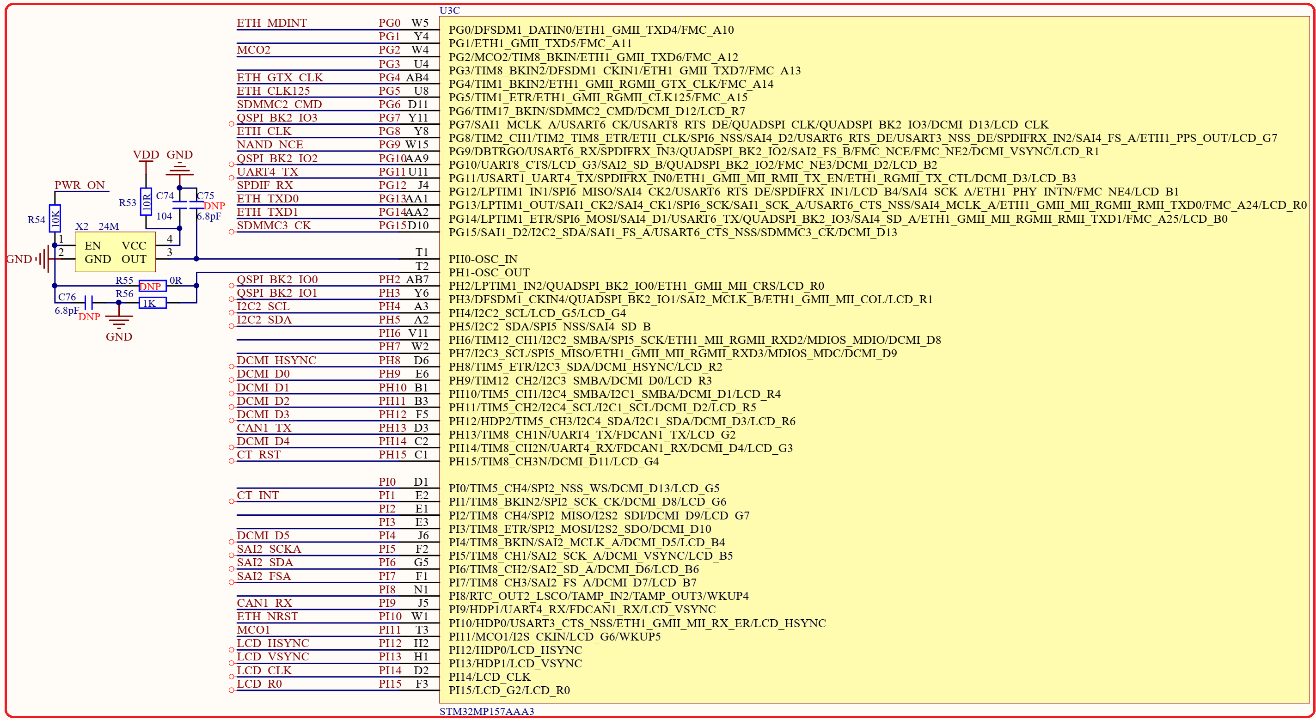 U3C
ETH_MDINT PG0 W5 PG0/DFSDM1_DATIN0/ETH1_GMII_TXD4/FMC_A10
PG1 Y4 PG1/ETH1_GMII_TXD5/FMC_A11
MCO2 PG2 W4 PG2/MCO2/TIM8_BKIN/ETH1_GMII_TXD6/FMC_A12
PG3 U4 PG3/TIM8_BKIN2/DFSDM1_CKIN1/ETH1_GMII_TXD7/FMC_A13
ETH_GTX_CLK PG4 AB4 PG4/TIM1_BKIN2/ETH1_GMII_RGMII_GTX_CLK/FMC_A14
ETH_CLK125 PG5 U8 PG5/TIM1_ETR/ETH1_GMII_RGMII_CLK125/FMC_A15
SDMMC2_CMD PG6 D11 PG6/TIM17_BKIN/SDMMC2_CMD/DCMI_D12/LCD_R7
QSPI_BK2_IO3 PG7 Y11 PG7/SAI1_MCLK_A/USART6_CK/USART8_RTS_DE/QUADSPI_CLK/QUADSPI_BK2_IO3/DCMI_D13/LCD_CLK
ETH_CLK PG8 Y8 PG8/TIM2_CH1/TIM2_TIM8_ETR/ETH_CLK/SPI6_NSS/SAI4_D2/USART6_RTS_DE/USART3_NSS_DE/SPDIFRX_IN2/SAI4_FS_A/ETH1_PPS_OUT/LCD_G7
NAND_NCE PG9 W15 PG9/DBTRGO/USART6_RX/SPDIFRX_IN3/QUADSPI_BK2_IO2/SAI2_FS_B/FMC_NCE/FMC_NE2/DCMI_VSYNC/LCD_R1
QSPI_BK2_IO2 PG10 AA9 PG10/UART8_CTS/LCD_G3/SAI2_SD_B/QUADSPI_BK2_IO2/FMC_NE3/DCMI_D2/LCD_B2
UART4_TX PG11 U11 PG11/USART1_UART4_TX/SPDIFRX_IN0/ETH1_GMII_MII_RMII_TX_EN/ETH1_RGMII_TX_CTL/DCMI_D3/LCD_B3
SPDIF_RX PG12 J4 PG12/LPTIM1_IN1/SPI6_MISO/SAI4_CK2/USART6_RTS_DE/SPDIFRX_IN1/LCD_B4/SAI4_SCK_A/ETH1_PHY_INTN/FMC_NE4/LCD_B1
ETH_TXD0 PG13 AA1 PG13/LPTIM1_OUT/SAI1_CK2/SAI4_CK1/SPI6_SCK/SAI1_SCK_A/USART6_CTS_NSS/SAI4_MCLK_A/ETH1_GMII_MII_RGMII_RMII_TXD0/FMC_A24/LCD_R0
ETH_TXD1 PG14 AA2 PG14/LPTIM1_ETR/SPI6_MOSI/SAI4_D1/USART6_TX/QUADSPI_BK2_IO3/SAI4_SD_A/ETH1_GMII_MII_RGMII_RMII_TXD1/FMC_A25/LCD_B0
SDMMC3_CK PG15 D10 PG15/SAI1_D2/I2C2_SDA/SAI1_FS_A/USART6_CTS_NSS/SDMMC3_CK/DCMI_D13
VDD GND
PWR_ON
R53 10R C74 104 C75 DNP 6.8pF
R54 10K
X2 24M
1 EN VCC 4
GND 2 GND OUT 3
T1 PH0-OSC_IN
T2 PH1-OSC_OUT
R55 DNP 0R
R56 1K
C76 6.8pF DNP
GND
QSPI_BK2_IO0 PH2 AB7 PH2/LPTIM1_IN2/QUADSPI_BK2_IO0/ETH1_GMII_MII_CRS/LCD_R0
QSPI_BK2_IO1 PH3 Y6 PH3/DFSDM1_CKIN4/QUADSPI_BK2_IO1/SAI2_MCLK_B/ETH1_GMII_MII_COL/LCD_R1
I2C2_SCL PH4 A3 PH4/I2C2_SCL/LCD_G5/LCD_G4
I2C2_SDA PH5 A2 PH5/I2C2_SDA/SPI5_NSS/SAI4_SD_B
PH6 V11 PH6/TIM12_CH1/I2C2_SMBA/SPI5_SCK/ETH1_MII_RGMII_RXD2/MDIOS_MDIO/DCMI_D8
PH7 W2 PH7/I2C3_SCL/SPI5_MISO/ETH1_GMII_MII_RGMII_RXD3/MDIOS_MDC/DCMI_D9
DCMI_HSYNC PH8 D6 PH8/TIM5_ETR/I2C3_SDA/DCMI_HSYNC/LCD_R2
DCMI_D0 PH9 E6 PH9/TIM12_CH2/I2C3_SMBA/DCMI_D0/LCD_R3
DCMI_D1 PH10 B1 PH10/TIM5_CH1/I2C4_SMBA/I2C1_SMBA/DCMI_D1/LCD_R4
DCMI_D2 PH11 B3 PH11/TIM5_CH2/I2C4_SCL/I2C1_SCL/DCMI_D2/LCD_R5
DCMI_D3 PH12 F5 PH12/HDP2/TIM5_CH3/I2C4_SDA/I2C1_SDA/DCMI_D3/LCD_R6
CAN1_TX PH13 D3 PH13/TIM8_CH1N/UART4_TX/FDCAN1_TX/LCD_G2
DCMI_D4 PH14 C2 PH14/TIM8_CH2N/UART4_RX/FDCAN1_RX/DCMI_D4/LCD_G3
CT_RST PH15 C1 PH15/TIM8_CH3N/DCMI_D11/LCD_G4
PI0 D1 PI0/TIM5_CH4/SPI2_NSS_WS/DCMI_D13/LCD_G5
CT_INT PI1 E2 PI1/TIM8_BKIN2/SPI2_SCK_CK/DCMI_D8/LCD_G6
PI2 E1 PI2/TIM8_CH4/SPI2_MISO/I2S2_SDI/DCMI_D9/LCD_G7
PI3 E3 PI3/TIM8_ETR/SPI2_MOSI/I2S2_SDO/DCMI_D10
DCMI_D5 PI4 J6 PI4/TIM8_BKIN/SAI2_MCLK_A/DCMI_D5/LCD_B4
SAI2_SCKA PI5 F2 PI5/TIM8_CH1/SAI2_SCK_A/DCMI_VSYNC/LCD_B5
SAI2_SDA PI6 G5 PI6/TIM8_CH2/SAI2_SD_A/DCMI_D6/LCD_B6
SAI2_FSA PI7 F1 PI7/TIM8_CH3/SAI2_FS_A/DCMI_D7/LCD_B7
PI8 N1 PI8/RTC_OUT2_LSCO/TAMP_IN2/TAMP_OUT3/WKUP4
CAN1_RX PI9 J5 PI9/HDP1/UART4_RX/FDCAN1_RX/LCD_VSYNC
ETH_NRST PI10 W1 PI10/HDP0/USART3_CTS_NSS/ETH1_GMII_MII_RX_ER/LCD_HSYNC
MCO1 PI11 T3 PI11/MCO1/I2S_CKIN/LCD_G6/WKUP5
LCD_HSYNC PI12 H2 PI12/HDP0/LCD_HSYNC
LCD_VSYNC PI13 H1 PI13/HDP1/LCD_VSYNC
LCD_CLK PI14 D2 PI14/LCD_CLK
LCD_R0 PI15 F3 PI15/LCD_G2/LCD_R0
STM32MP157AAA3